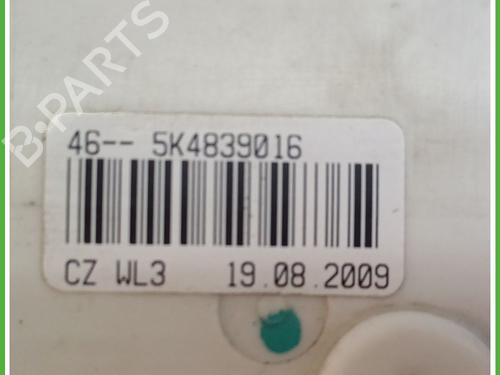 B-PARTS
46-- 5K4839016
CZ WL3 19.08.2009